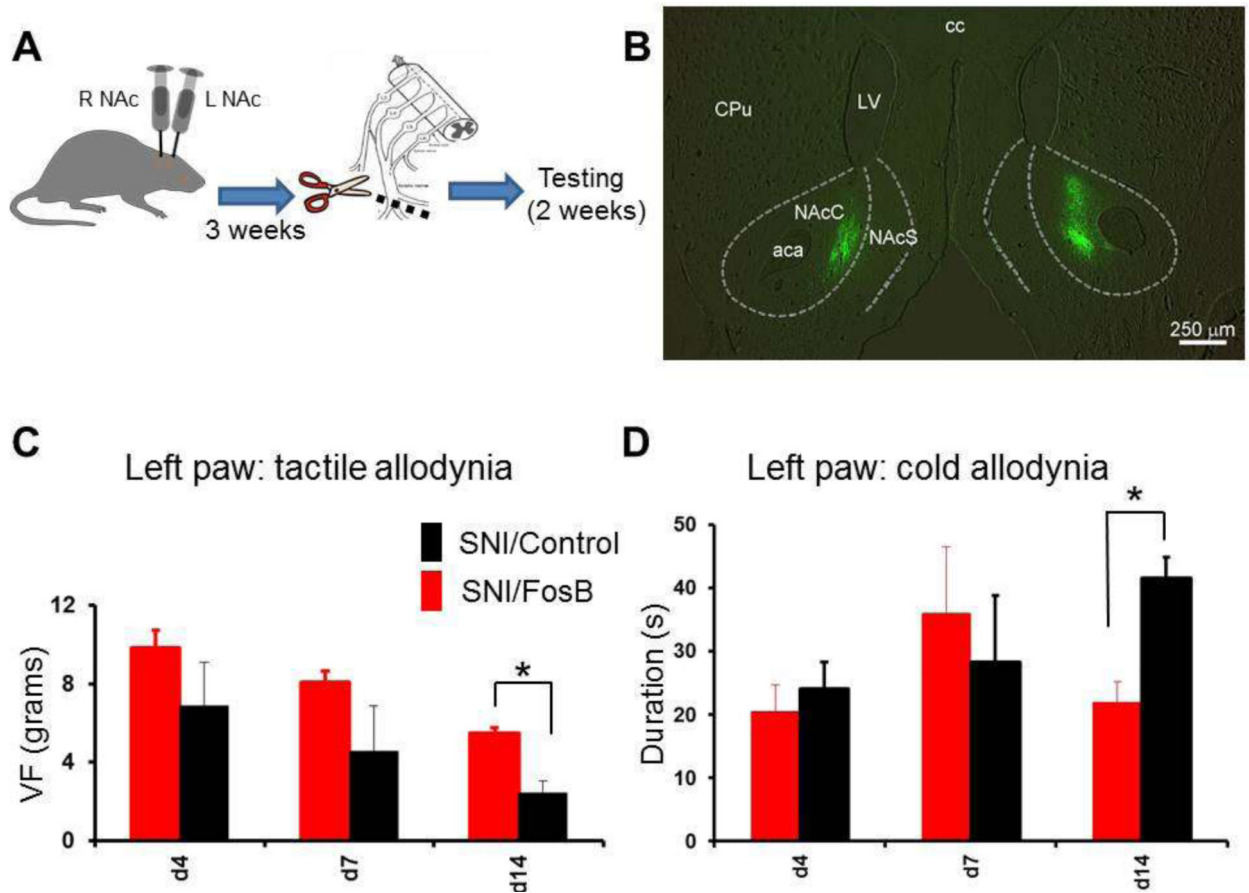 A
R NAc
L NAc
3 weeks
Testing
(2 weeks)
B
cc
CPu
LV
NAcC
NAcS
aca
250 μm
C
Left paw: tactile allodynia
SNI/Control
SNI/FosB
VF (grams)
12
8
4
0
*
d4
d7
d14
D
Left paw: cold allodynia
Duration (s)
50
40
30
20
10
0
*
d4
d7
d14